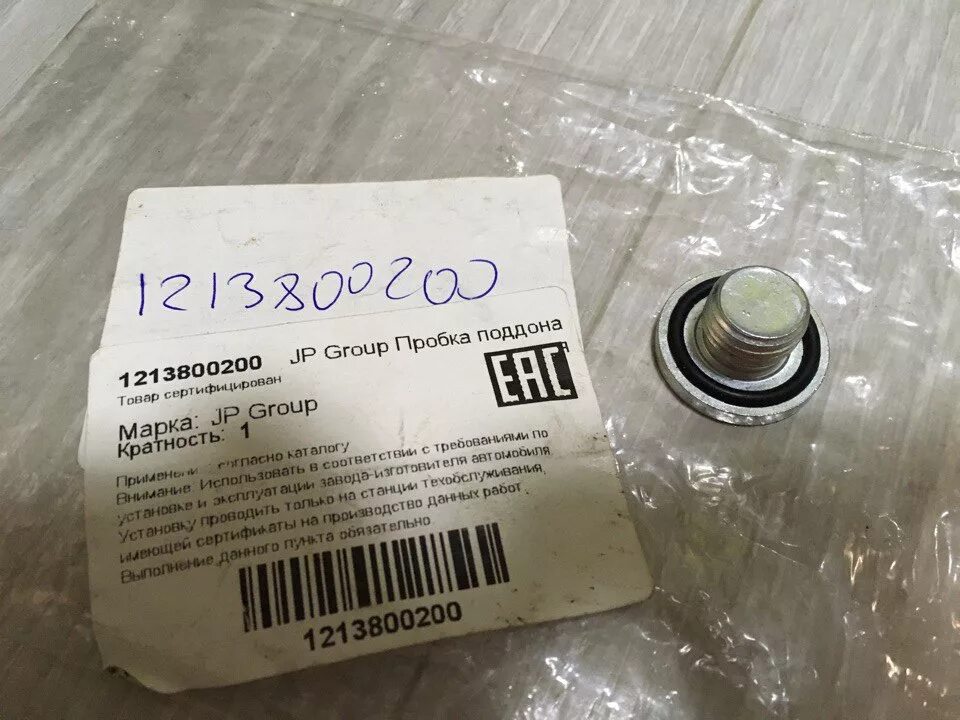 1213800200
1213800200 JP Group Пробка поддона
Товар сертифицирован
EAC
Марка: JP Group
Кратность: 1
согласно каталогу
Внимание. Использовать в соответствии с требованиями по
установке и эксплуатации завода-изготовителя автомобиля
Установку проводить только на станции техобслуживания,
имеющей сертификаты на производство данных работ.
Выполнение данного пункта обязательно.
1213800200